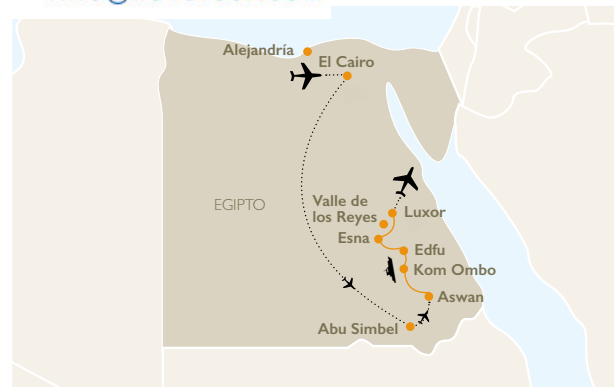 Alejandría
El Cairo
EGIPTO
Valle de
los Reyes
Luxor
Esna
Edfu
Kom Ombo
Aswan
Abu Simbel